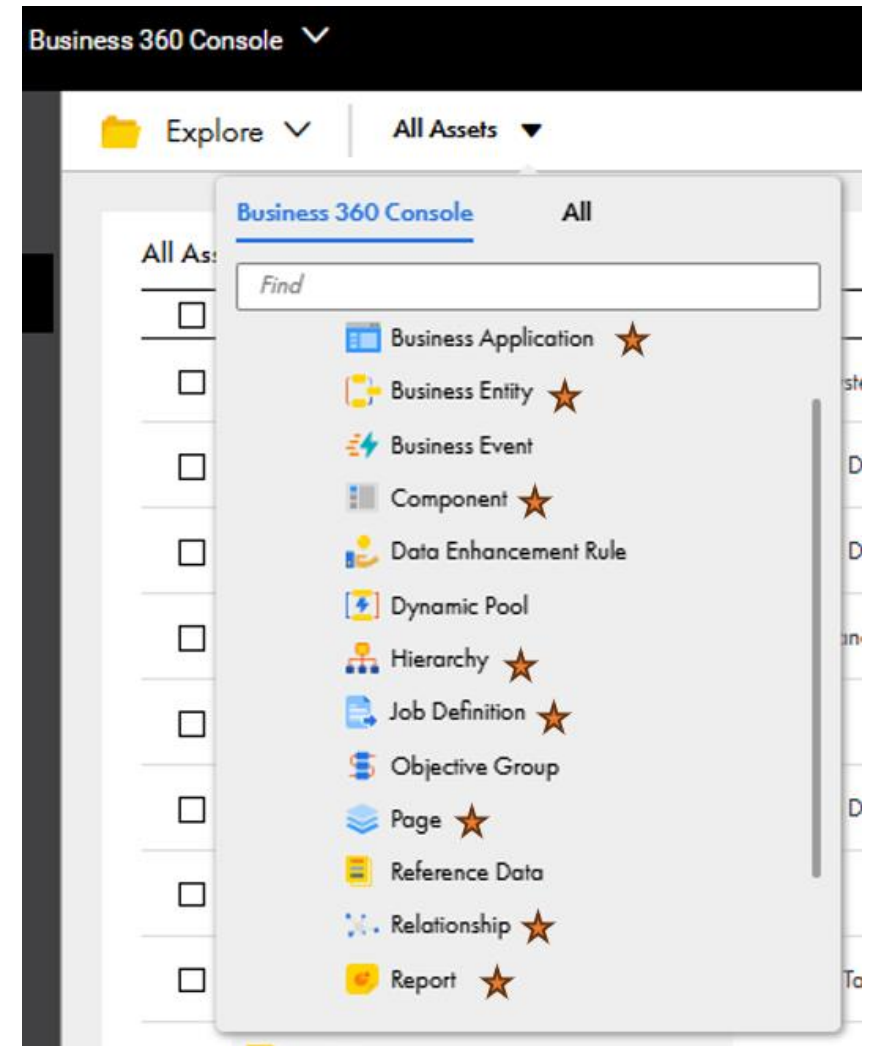 Business 360 Console
Explore
All Assets
Business 360 Console
All
All As
Find
Business Application
Business Entity
Business Event
Component
Data Enhancement Rule
Dynamic Pool
Hierarchy
Job Definition
Objective Group
Page
Reference Data
Relationship
Report